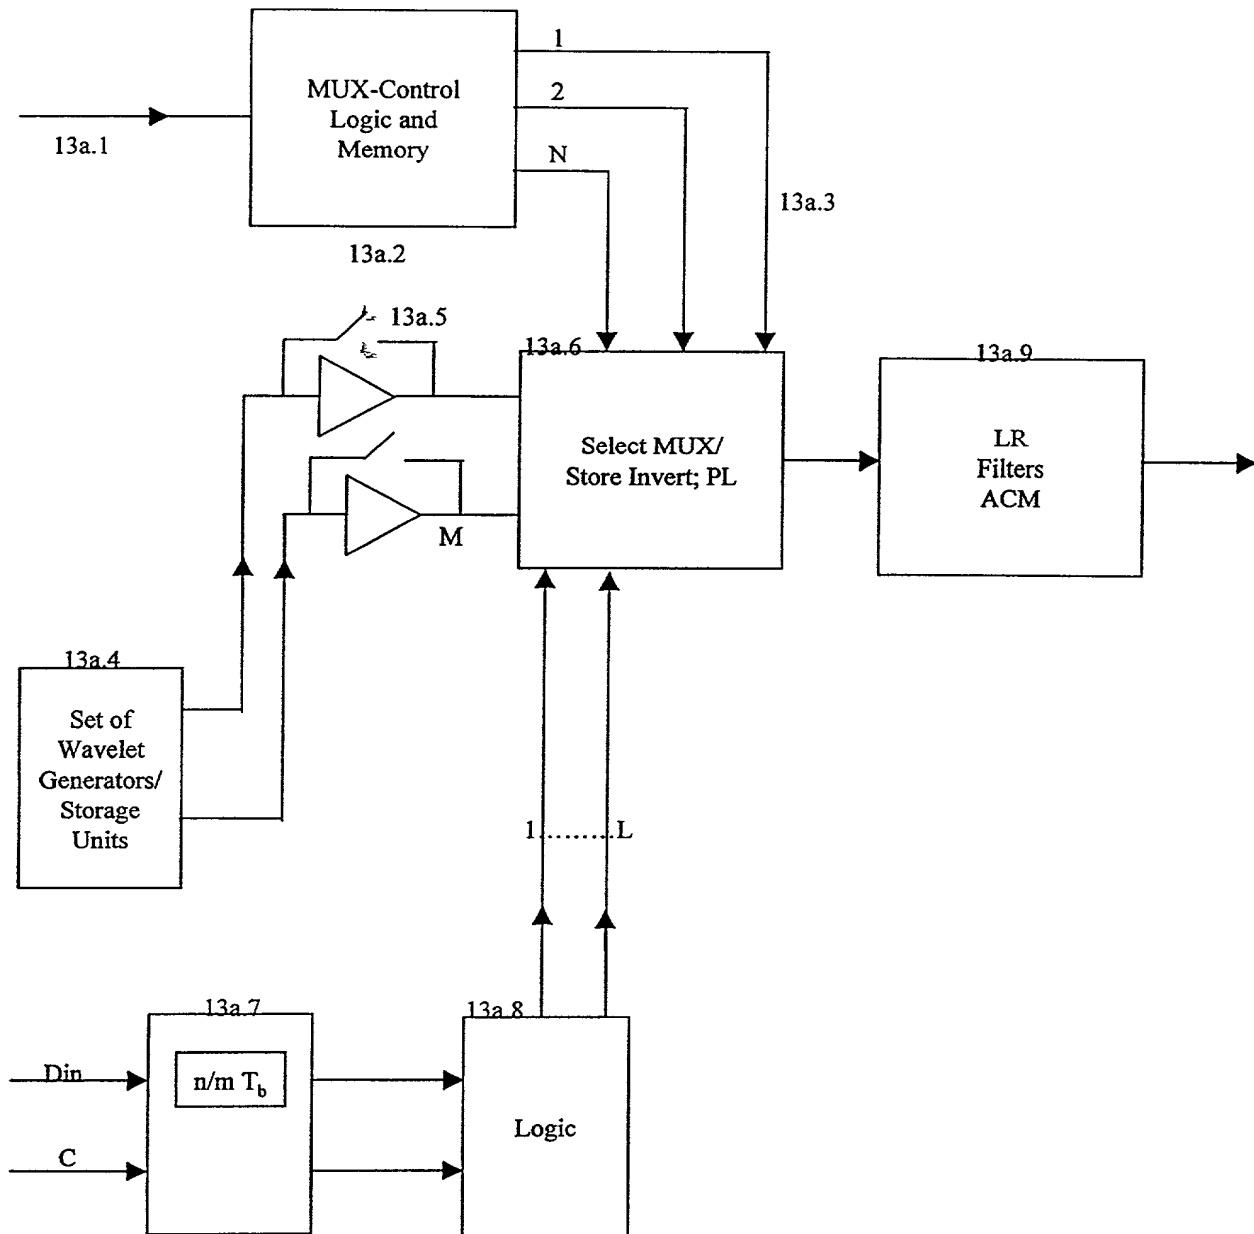 1
MUX-Control
Logic and
Memory
2
N
13a.1
13a.2
13a.3
13a.5
13a.6
13a.9
Select MUX/
Store Invert; PL
LR
Filters
ACM
M
13a.4
Set of
Wavelet
Generators/
Storage
Units
1.........L
13a.7
13a.8
Din
n/m Tb
Logic
C